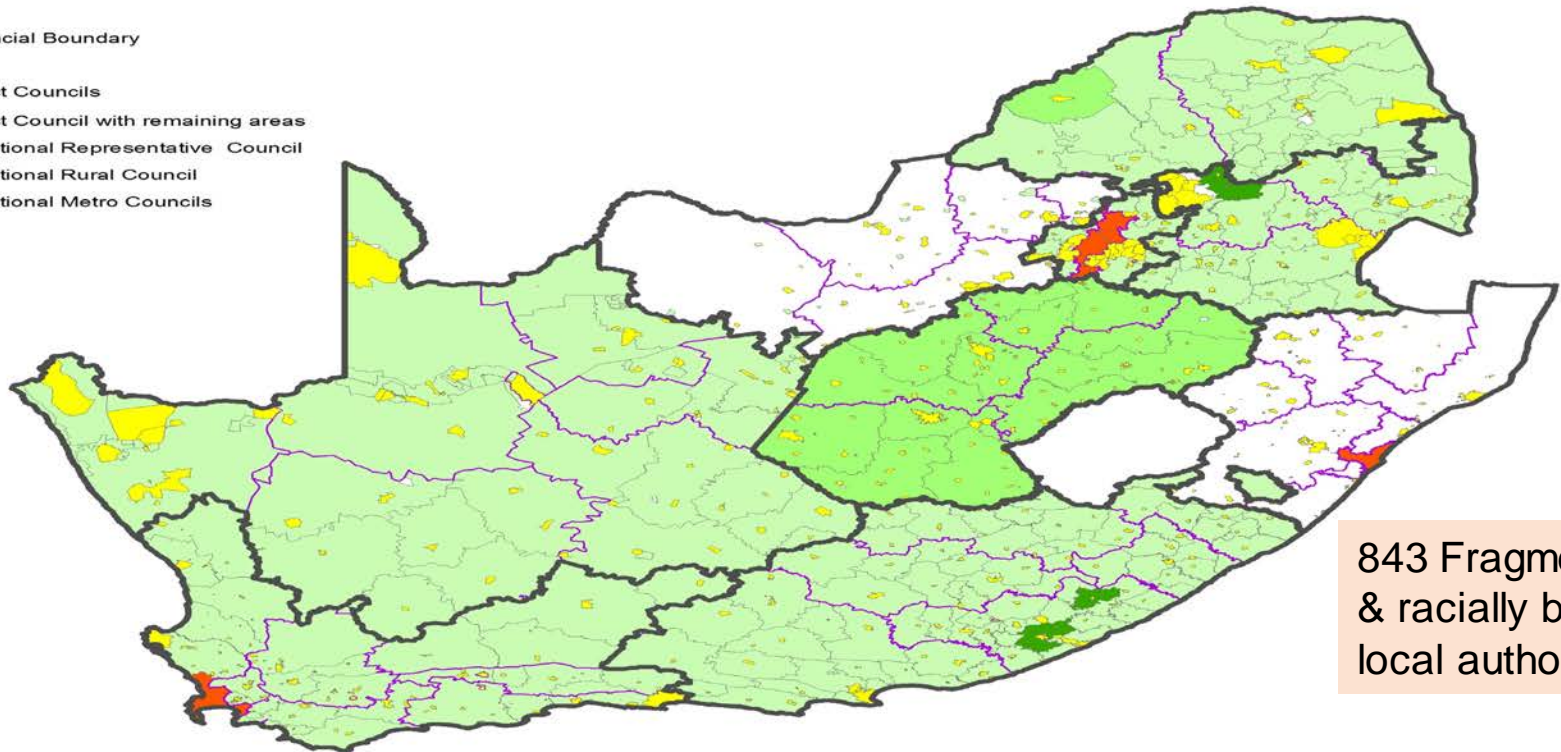 cial Boundary
t Councils
t Council with remaining areas
tional Representative Council
tional Rural Council
tional Metro Councils
843 Fragm
& racially b
local autho